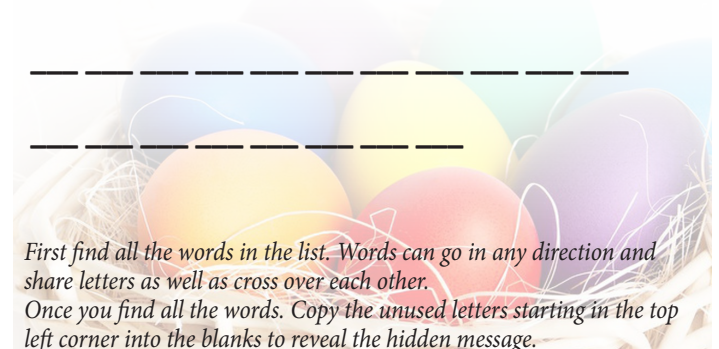 First find all the words in the list. Words can go in any direction and
share letters as well as cross over each other.
Once you find all the words. Copy the unused letters starting in the top
left corner into the blanks to reveal the hidden message.